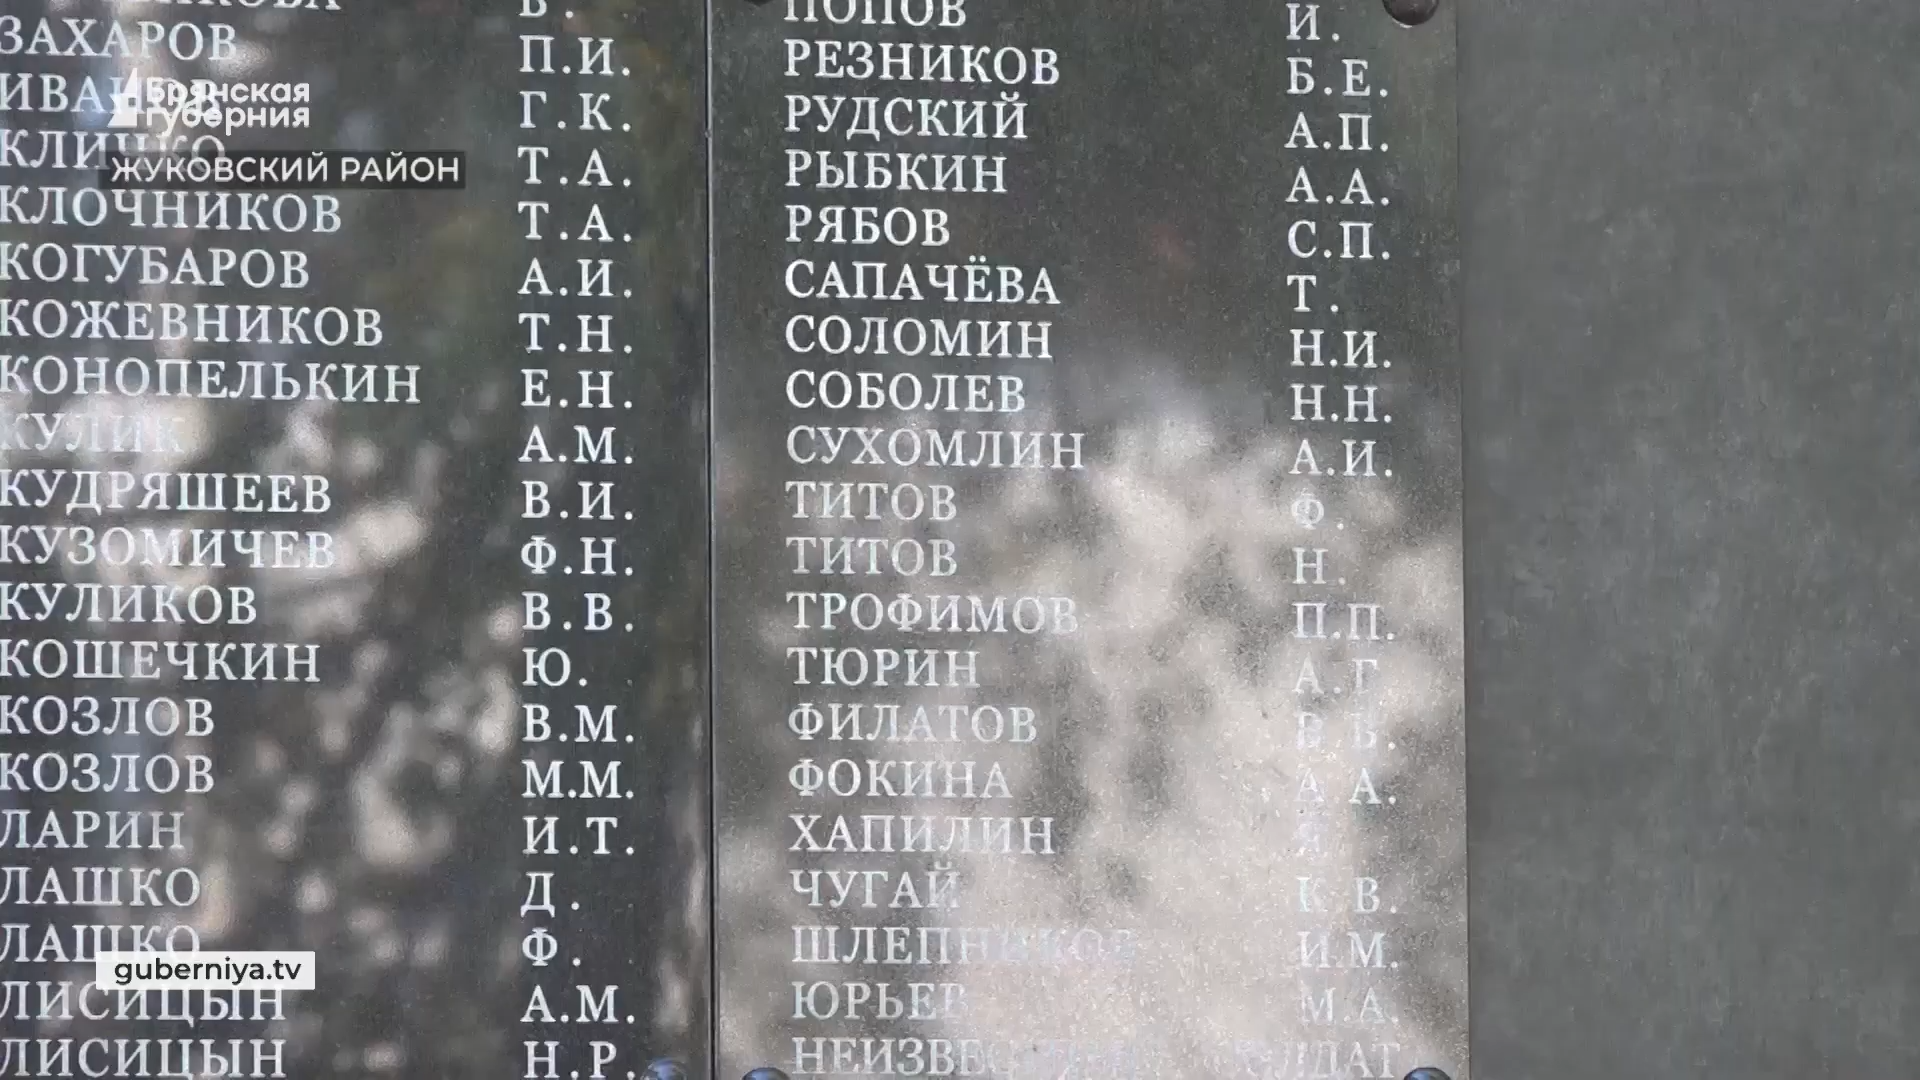 ЗАХАРОВ П.И.
Брянская
губерния
Г.К.
ЖУКОВСКИЙ РАЙОН
Т.А.
КЛОЧНИКОВ Т.А.
КОГУБАРОВ А.И.
КОЖЕВНИКОВ Т.Н.
КОНОПЕЛЬКИН Е.Н.
КУЛИК А.М.
КУДРЯШЕЕВ В.И.
КУЗОМИЧЕВ Ф.Н.
КУЛИКОВ В.В.
КОШЕЧКИН Ю.
КОЗЛОВ В.М.
КОЗЛОВ М.М.
ЛАРИН И.Т.
ЛАШКО Д.
ЛАШКО Ф.
guberniya.tv
ЛИСИЦЫН А.М.
ЛИСИЦЫН Н.Р.
ПОПОВ И.
РЕЗНИКОВ Б.Е.
РУДСКИЙ А.П.
РЫБКИН А.А.
РЯБОВ С.П.
САПАЧЁВА Т.
СОЛОМИН Н.И.
СОБОЛЕВ Н.Н.
СУХОМЛИН А.И.
ТИТОВ Ф.
ТИТОВ Н.
ТРОФИМОВ П.П.
ТЮРИН А.Г.
ФИЛАТОВ
ФОКИНА А.А.
ХАПИЛИН
ЧУГАЙ К.В.
ШЛЕПНИКОВ И.М.
ЮРЬЕВ М.А.